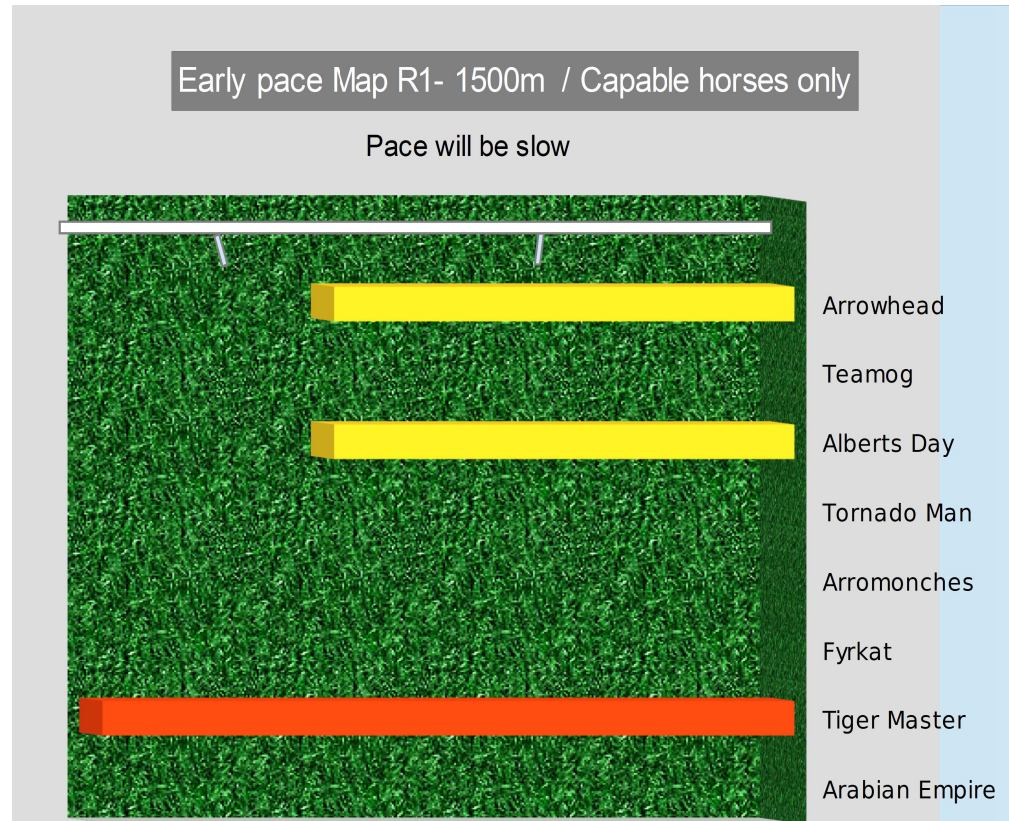 Early pace Map R1- 1500m / Capable horses only
Pace will be slow
Arrowhead
Teamog
Alberts Day
Tornado Man
Arromonches
Fyrkat
Tiger Master
Arabian Empire